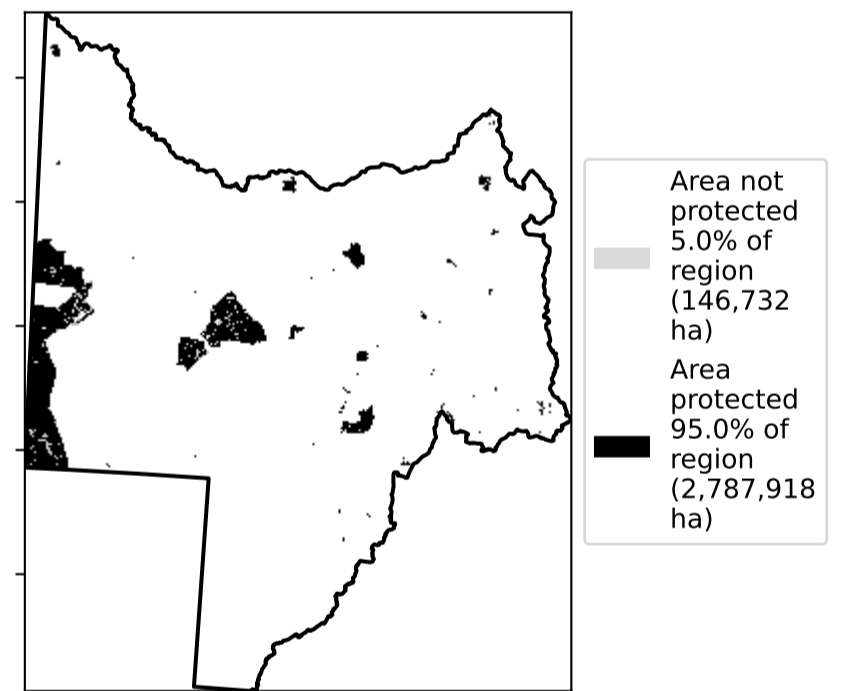 Area not
protected
5.0% of
region
(146,732
ha)
Area
protected
95.0% of
region
(2,787,918
ha)